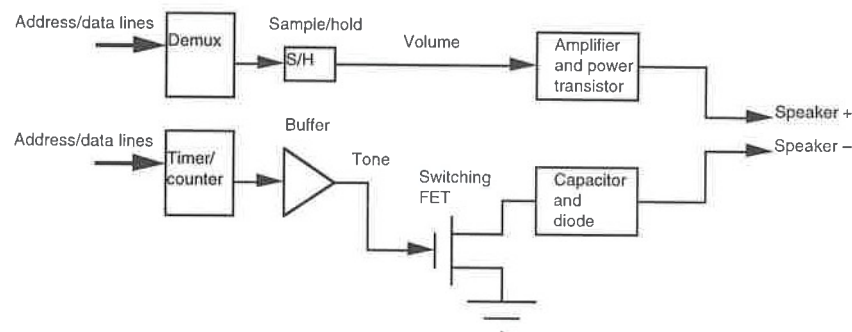 Address/data lines
Demux
Sample/hold
S/H
Volume
Amplifier
and power
transistor
Speaker +
Address/data lines
Timer/
counter
Buffer
Tone
Switching
FET
Capacitor
and
diode
Speaker –